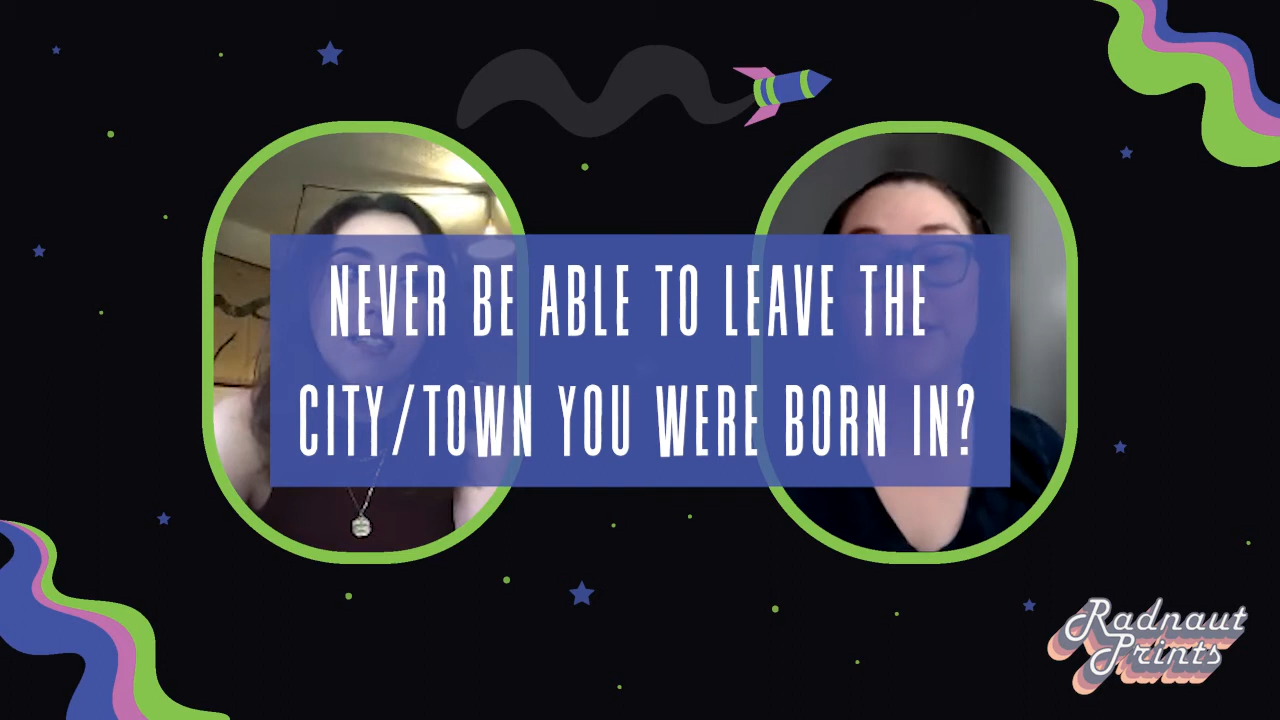 NEVER BE ABLE TO LEAVE THE
CITY/TOWN YOU WERE BORN IN?
Radnaut
Prints